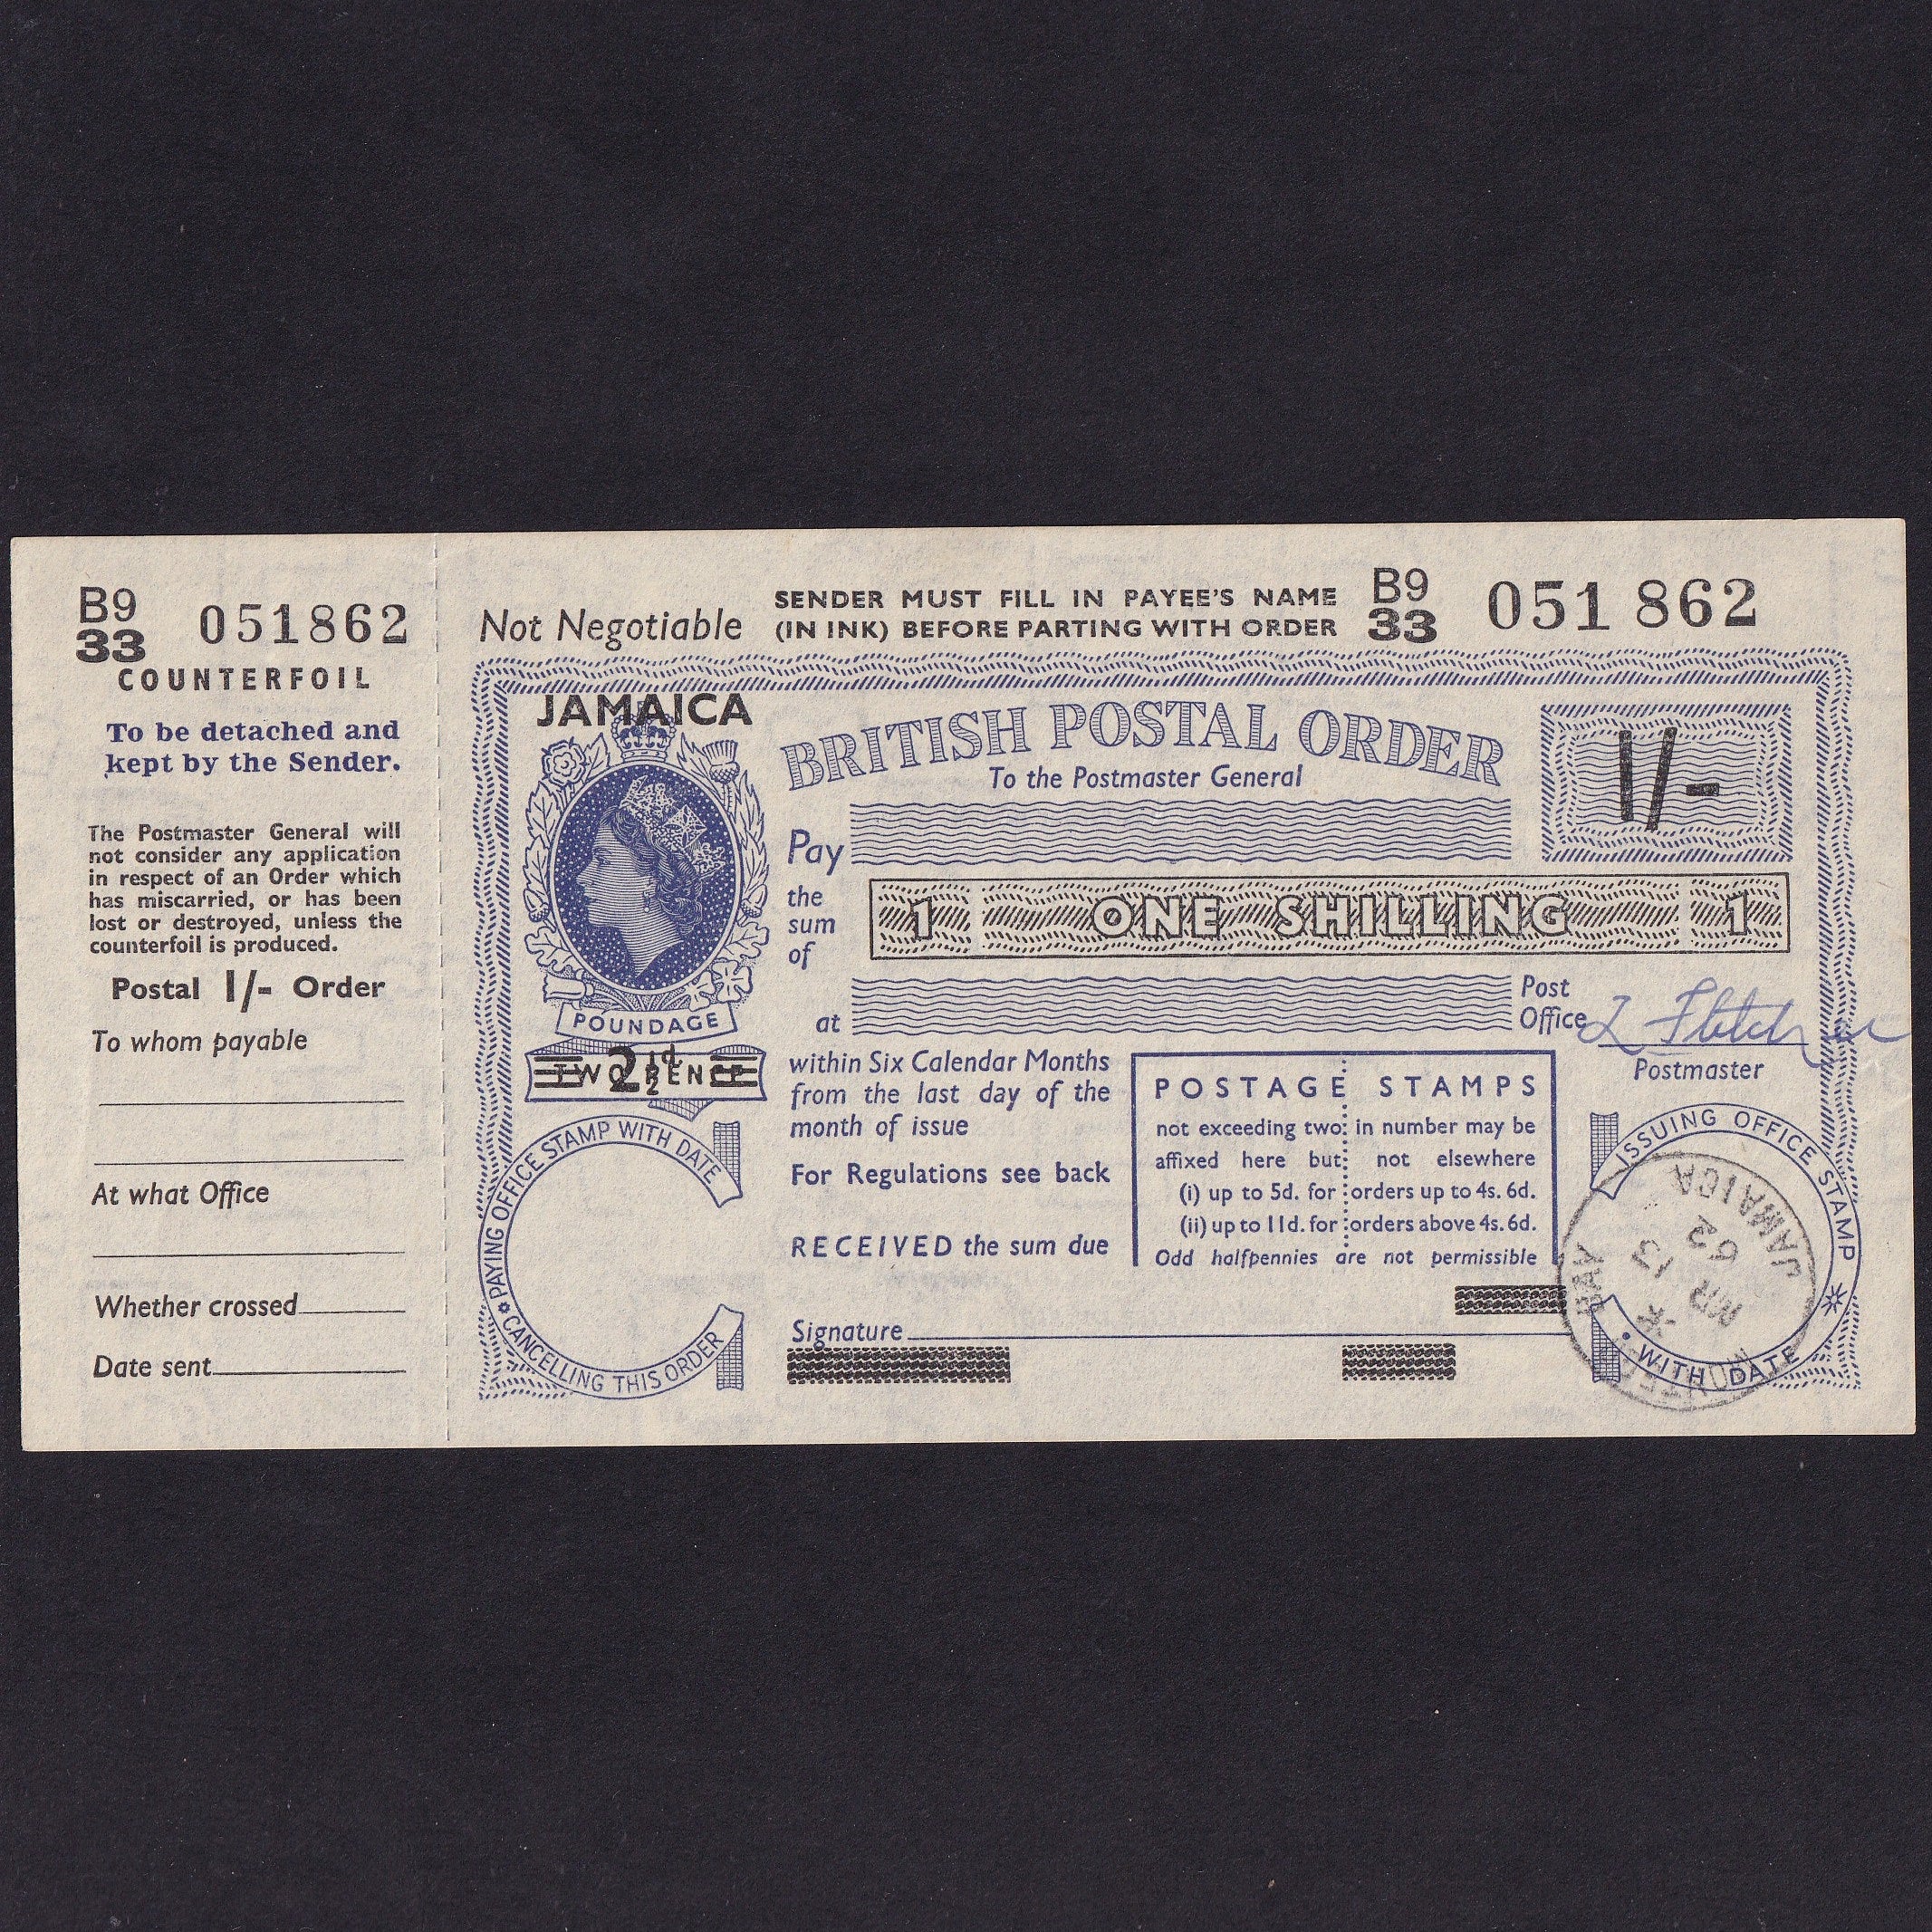 B9
33 051862
COUNTERFOIL
To be detached and
kept by the Sender.
The Postmaster General will
not consider any application
in respect of an Order which
has miscarried, or has been
lost or destroyed, unless the
counterfoil is produced.
Postal 1/- Order
To whom payable
At what Office
Whether crossed
Date sent
Not Negotiable
SENDER MUST FILL IN PAYEE'S NAME
(IN INK) BEFORE PARTING WITH ORDER
B9
33 051 862
JAMAICA
BRITISH POSTAL ORDER
To the Postmaster General
1/-
Pay
the
sum
of
1 ONE SHILLING 1
at
Post
Office
L Fletcher
Postmaster
POUNDAGE
TWO PENCE
2½d
within Six Calendar Months
from the last day of the
month of issue
For Regulations see back
RECEIVED the sum due
Signature
POSTAGE STAMPS
not exceeding two in number may be
affixed here but not elsewhere
(i) up to 5d. for orders up to 4s. 6d.
(ii) up to 11d. for orders above 4s. 6d.
Odd halfpennies are not permissible
PAYING OFFICE STAMP WITH DATE
CANCELLING THIS ORDER
ISSUING OFFICE STAMP
WITH DATE
BAY
JAMAICA
MR 13
62